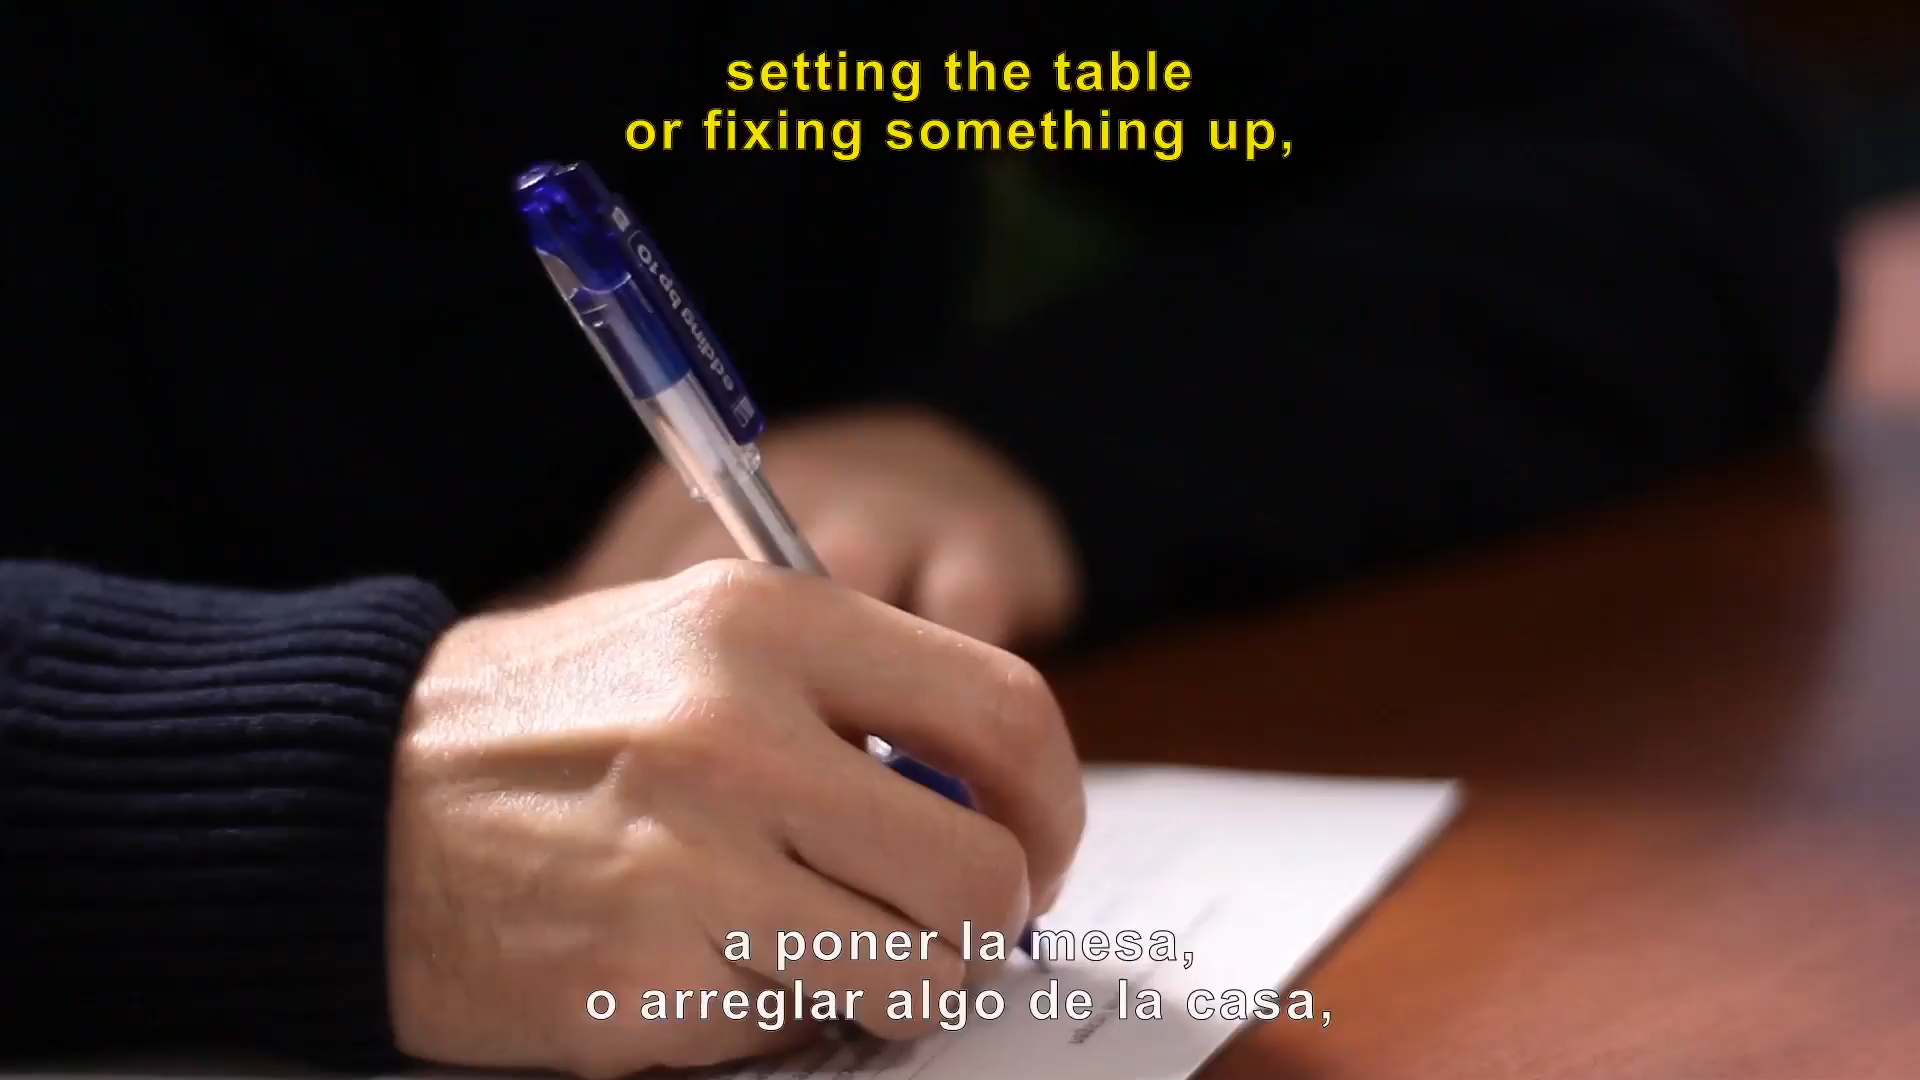 setting the table
or fixing something up,
edding bp10
a poner la mesa,
o arreglar algo de la casa,